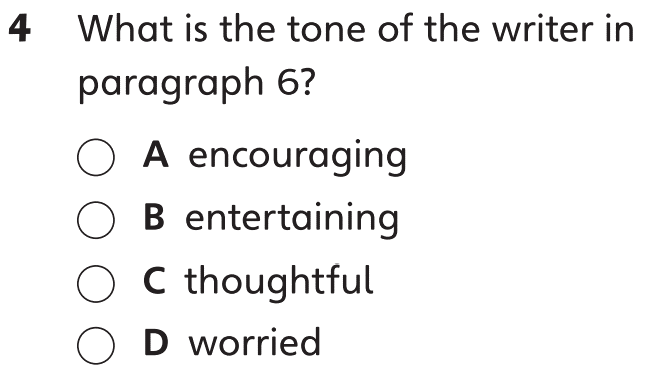 4 What is the tone of the writer in
paragraph 6?
A encouraging
B entertaining
C thoughtful
D worried